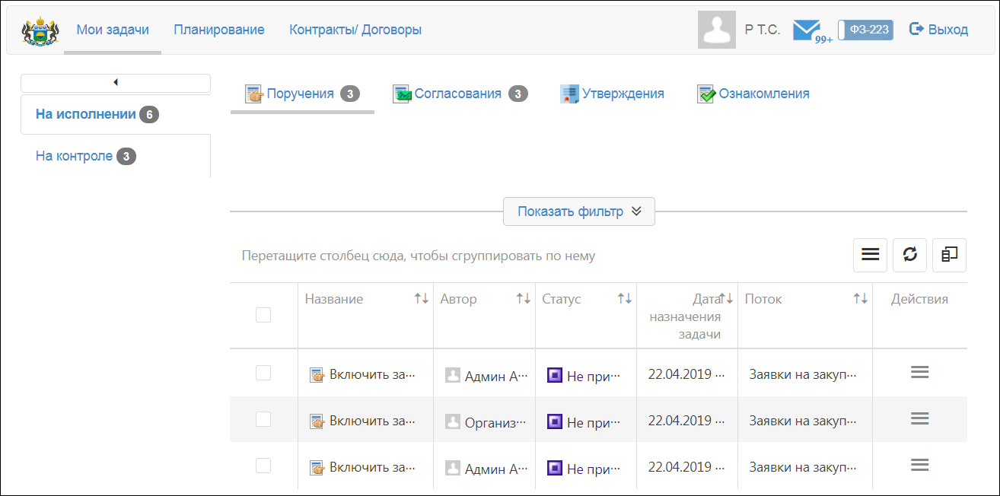 Мои задачи Планирование Контракты/ Договоры Р Т.С. 99+ ФЗ-223 Выход
Поручения 3 Согласования 3 Утверждения Ознакомления
На исполнении 6
На контроле 3
Показать фильтр
Перетащите столбец сюда, чтобы сгруппировать по нему
Название Автор Статус Дата назначения задачи Поток Действия
Включить за... Админ А... Не при... 22.04.2019 ... Заявки на закуп...
Включить за... Организ... Не при... 22.04.2019 ... Заявки на закуп...
Включить за... Админ А... Не при... 22.04.2019 ... Заявки на закуп...